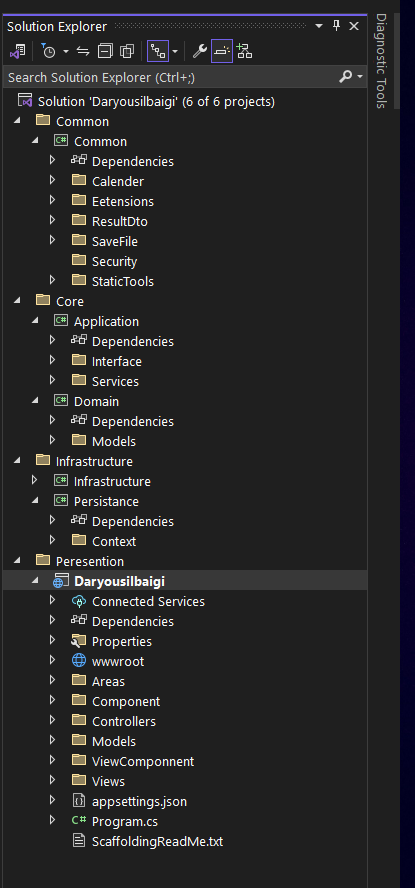 Solution Explorer
Search Solution Explorer (Ctrl+;)
Solution 'Daryousilbaigi' (6 of 6 projects)
Common
C# Common
Dependencies
Calender
Eetensions
ResultDto
SaveFile
Security
StaticTools
Core
C# Application
Dependencies
Interface
Services
C# Domain
Dependencies
Models
Infrastructure
C# Infrastructure
C# Persistance
Dependencies
Context
Peresention
Daryousilbaigi
Connected Services
Dependencies
Properties
wwwroot
Areas
Component
Controllers
Models
ViewComponnent
Views
appsettings.json
C# Program.cs
ScaffoldingReadMe.txt
Diagnostic Tools